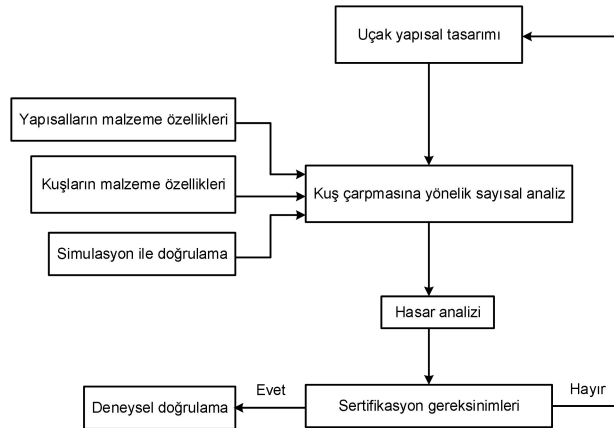 Uçak yapısal tasarımı
Yapısalların malzeme özellikleri
Kuşların malzeme özellikleri
Kuş çarpmasına yönelik sayısal analiz
Simulasyon ile doğrulama
Hasar analizi
Evet
Hayır
Deneysel doğrulama
Sertifikasyon gereksinimleri